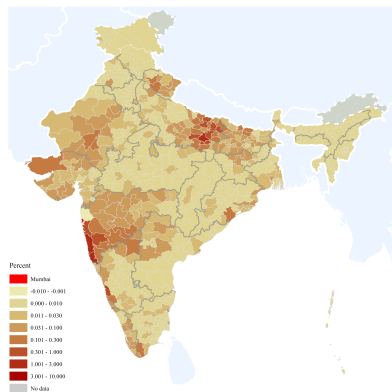 Percent
Mumbai
-0.010 - -0.001
0.000 - 0.010
0.011 - 0.030
0.031 - 0.100
0.101 - 0.300
0.301 - 1.000
1.001 - 3.000
3.001 - 10.000
No data